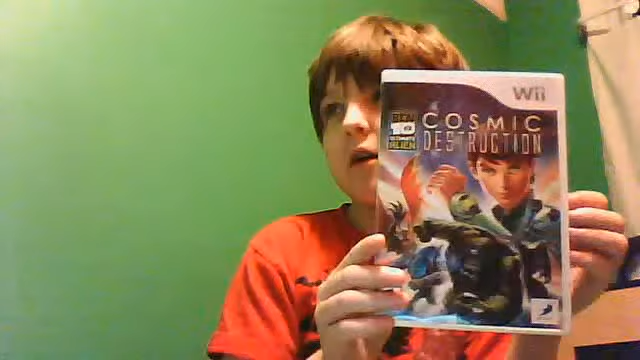 Wii
BEN
10
ULTIMATE
ALIEN
COSMIC
DESTRUCTION